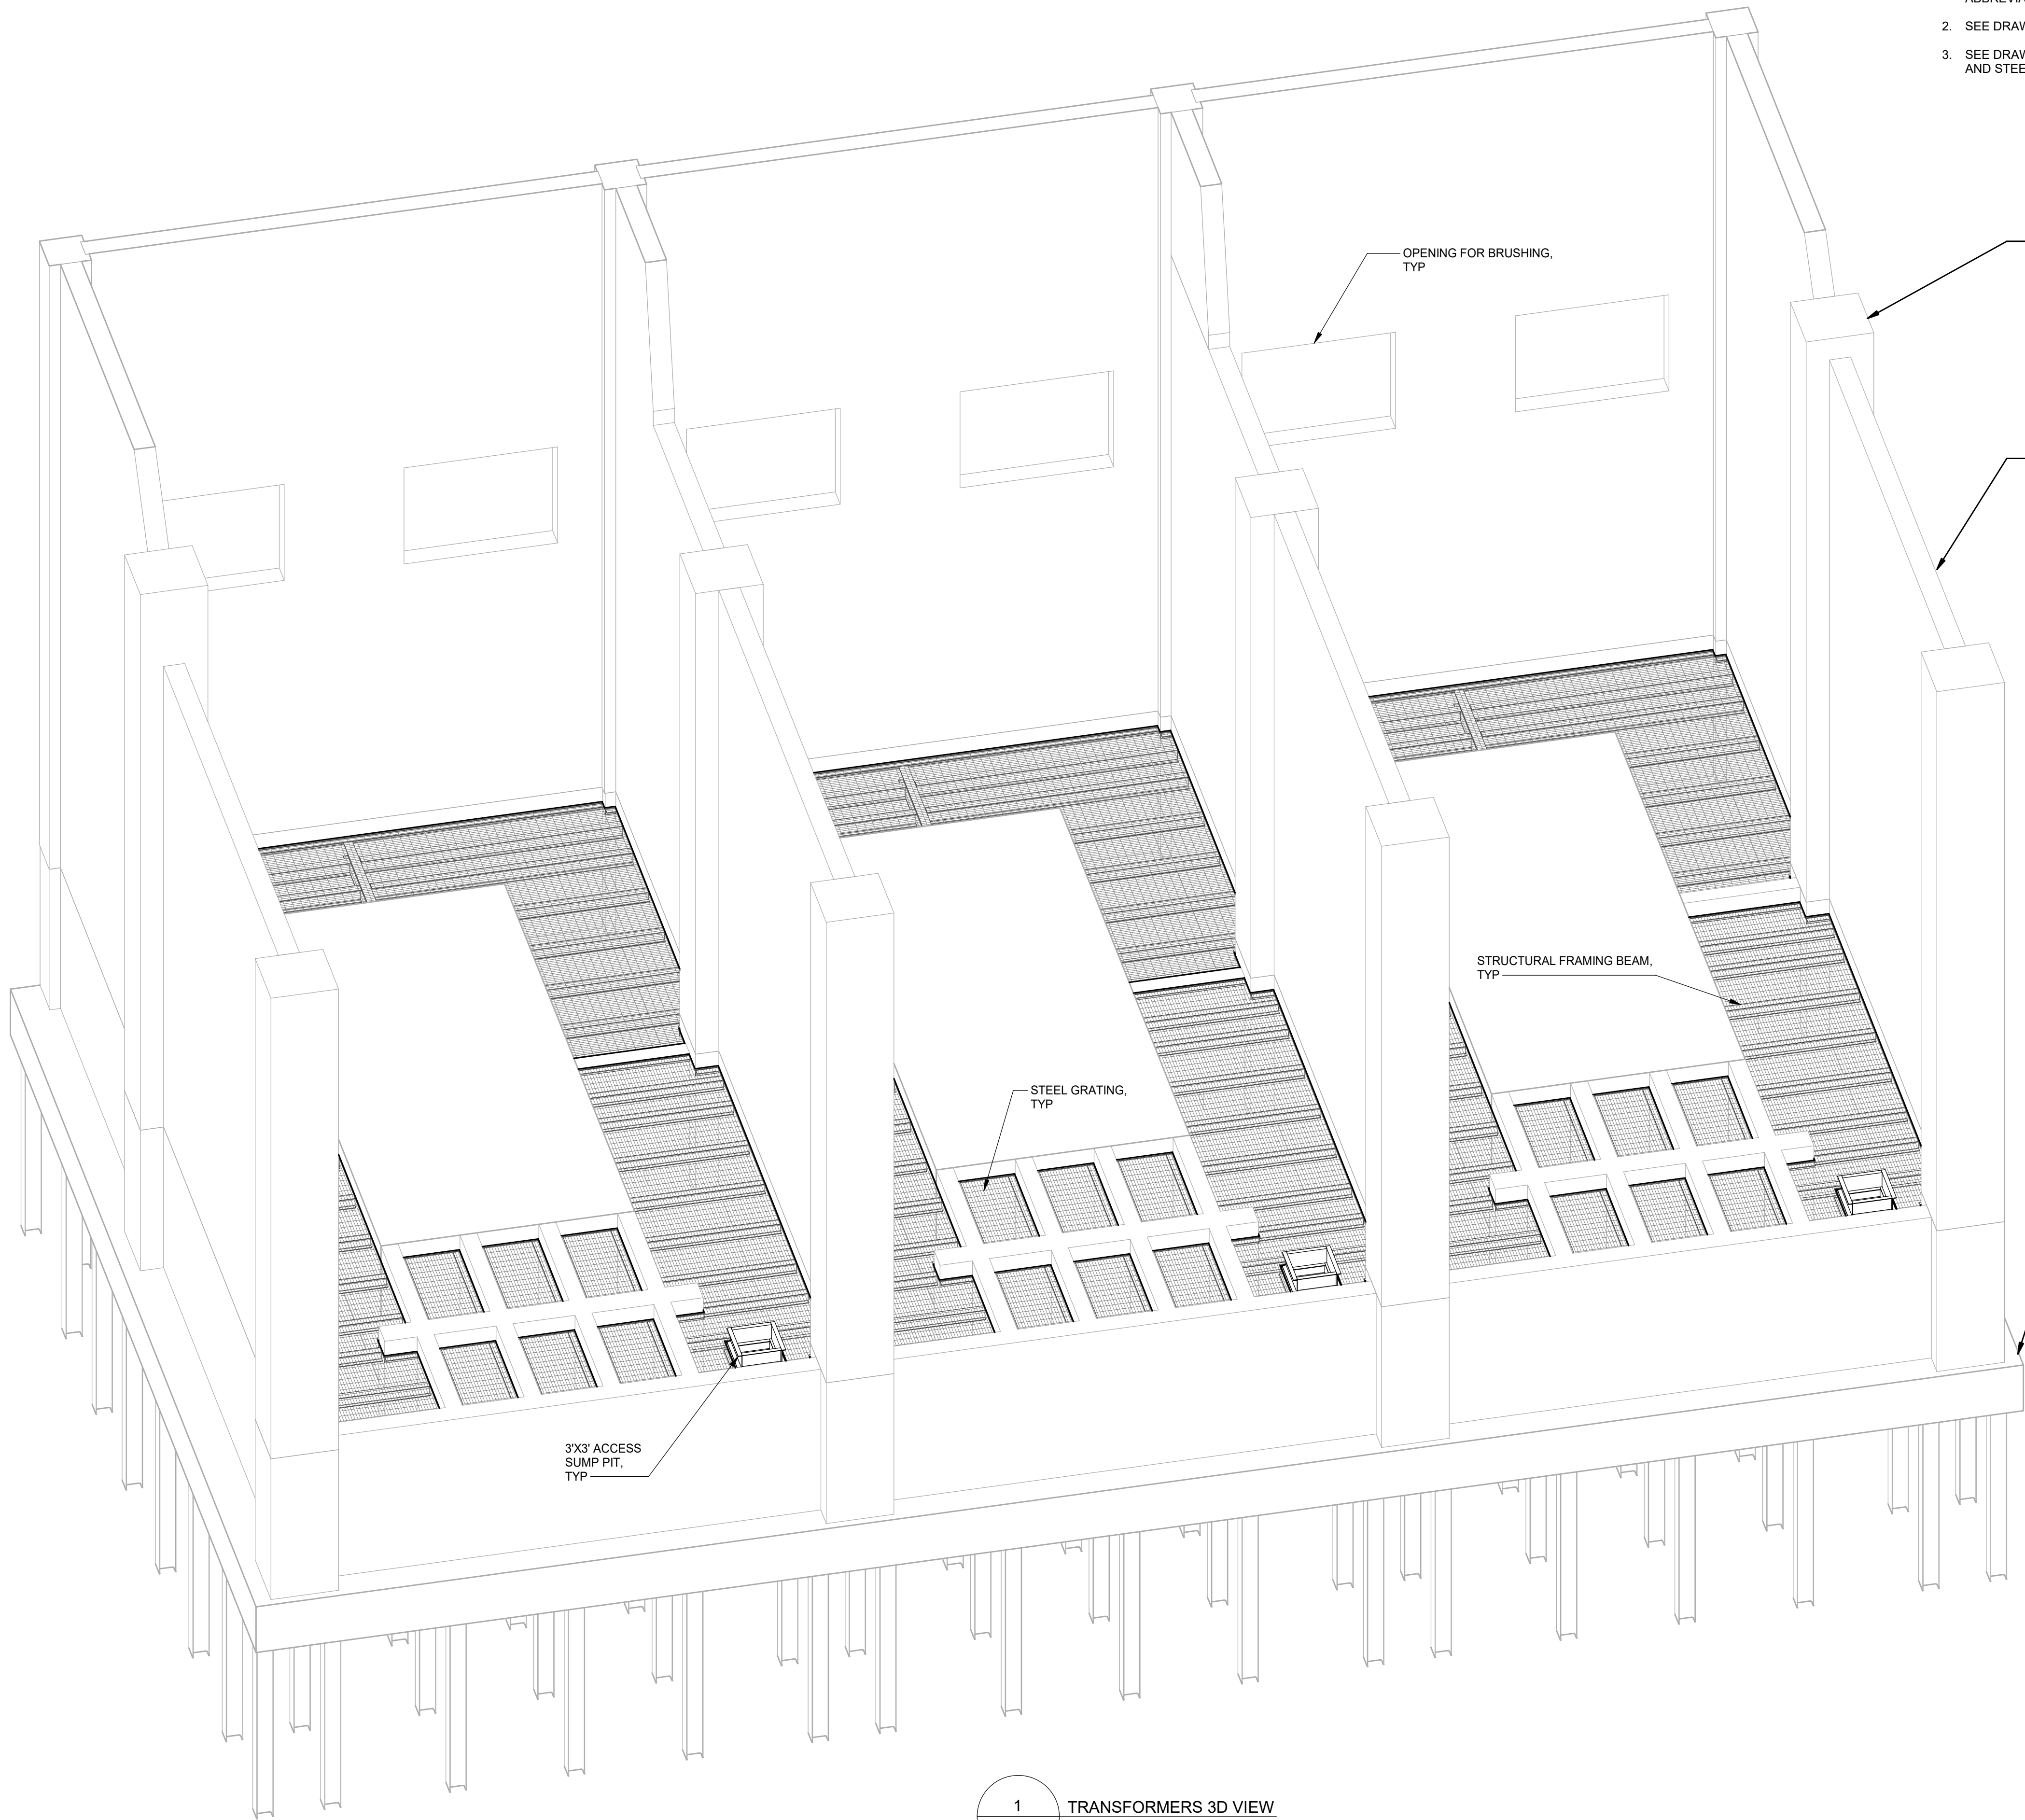 2. SEE DRAW
3. SEE DRAW
AND STEE
OPENING FOR BRUSHING,
TYP
STRUCTURAL FRAMING BEAM,
TYP
STEEL GRATING,
TYP
3'X3' ACCESS
SUMP PIT,
TYP
1
TRANSFORMERS 3D VIEW